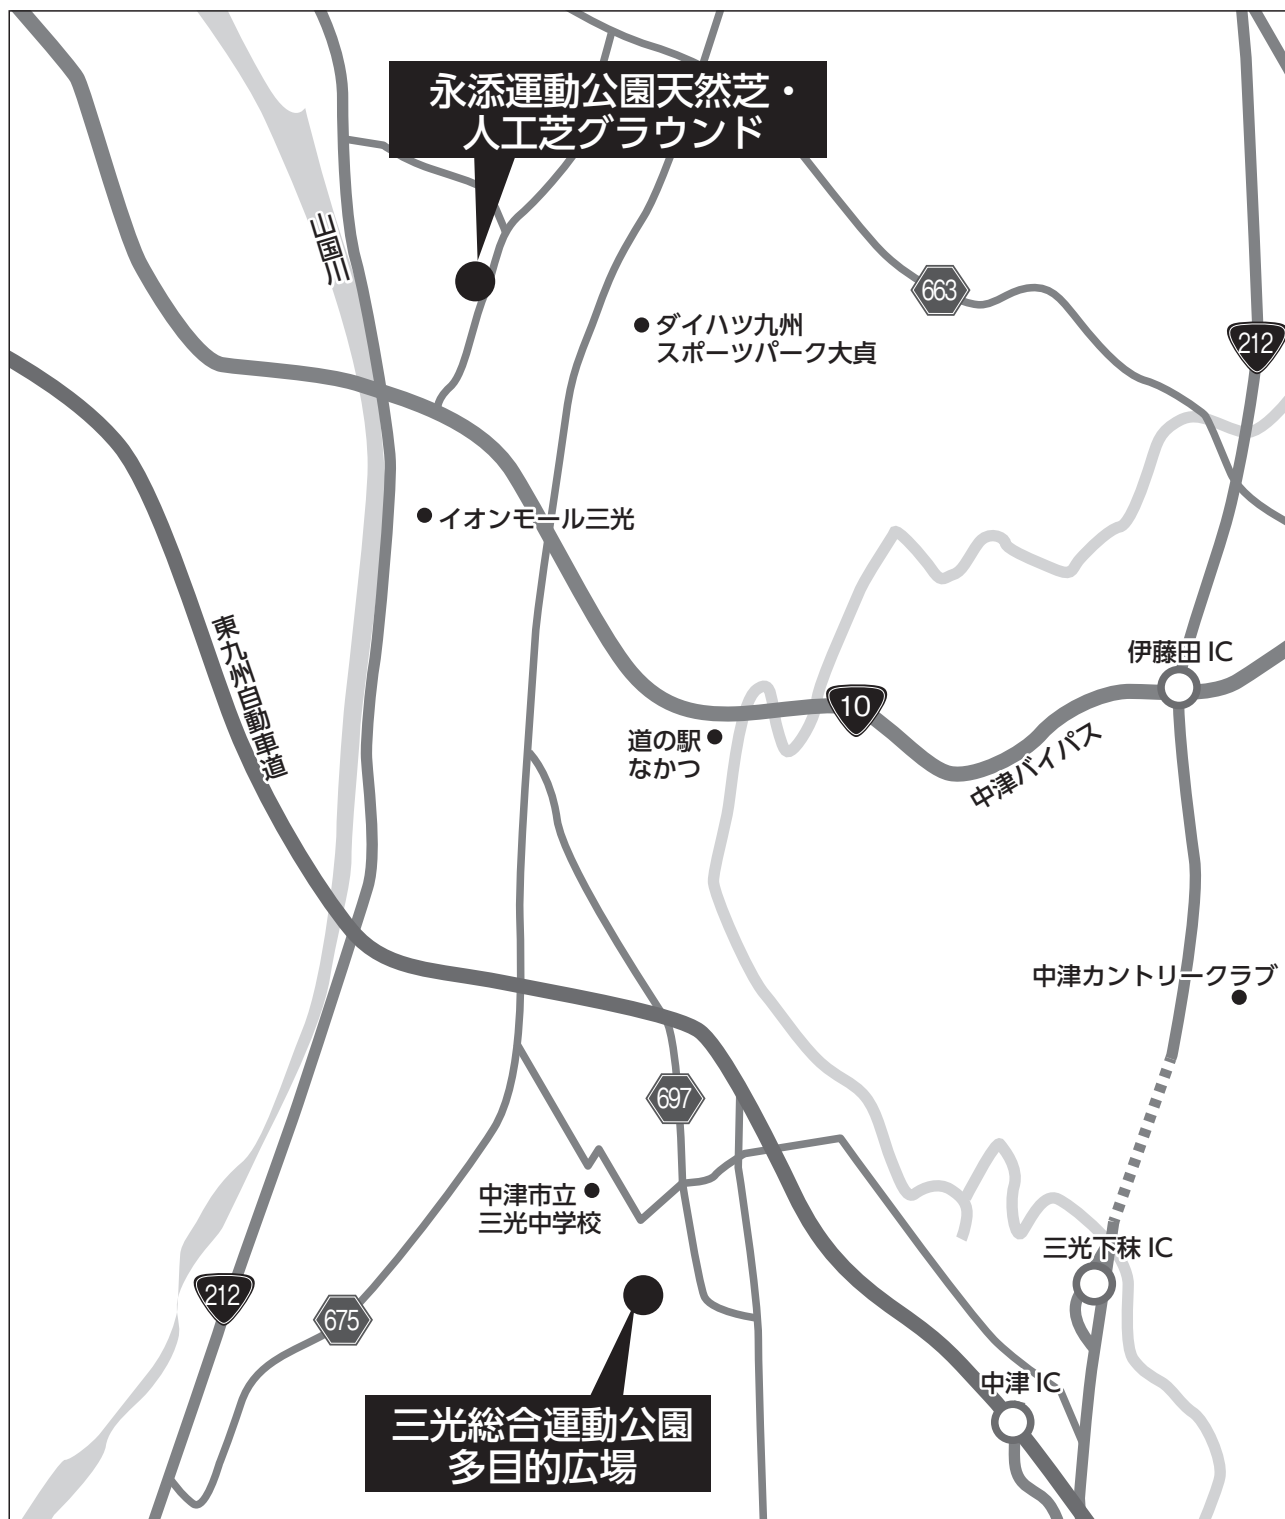 永添運動公園天然芝・
人工芝グラウンド
山国川
663
ダイハツ九州
スポーツパーク大貞
212
イオンモール三光
東九州自動車道
伊藤田 IC
10
道の駅
なかつ
中津バイパス
中津カントリークラブ
697
中津市立
三光中学校
三光下秣 IC
212
675
中津 IC
三光総合運動公園
多目的広場